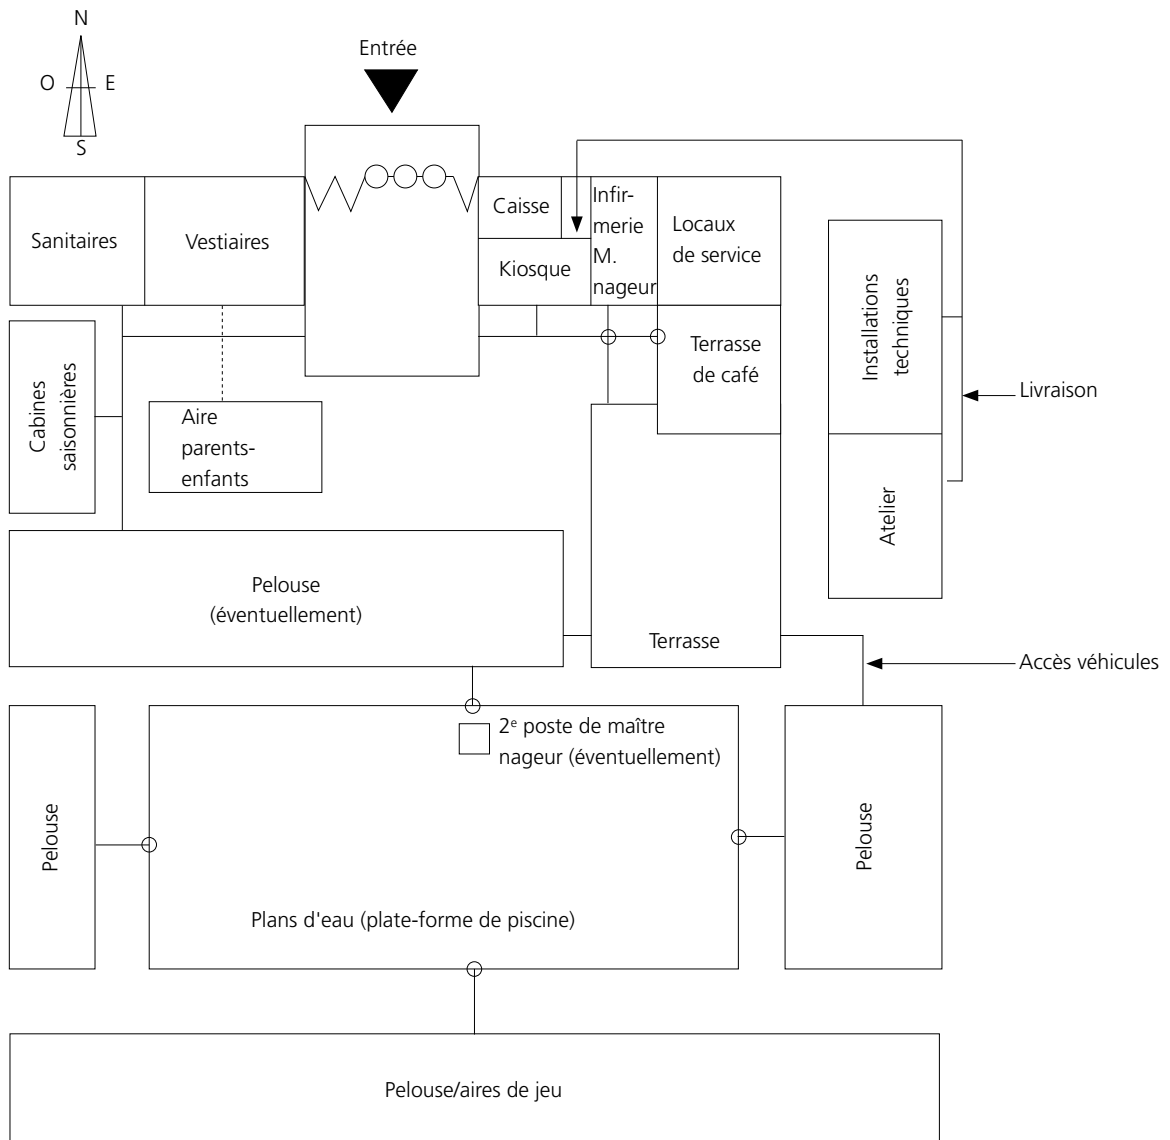 N
O
E
S
Entrée
Sanitaires
Vestiaires
Caisse
Kiosque
Infir-
merie
M.
nageur
Locaux
de service
Installations
techniques
Cabines
saisonnières
Aire
parents-
enfants
Terrasse
de café
Livraison
Atelier
Pelouse
(éventuellement)
Terrasse
Accès véhicules
2e poste de maître
nageur (éventuellement)
Pelouse
Pelouse
Plans d'eau (plate-forme de piscine)
Pelouse/aires de jeu